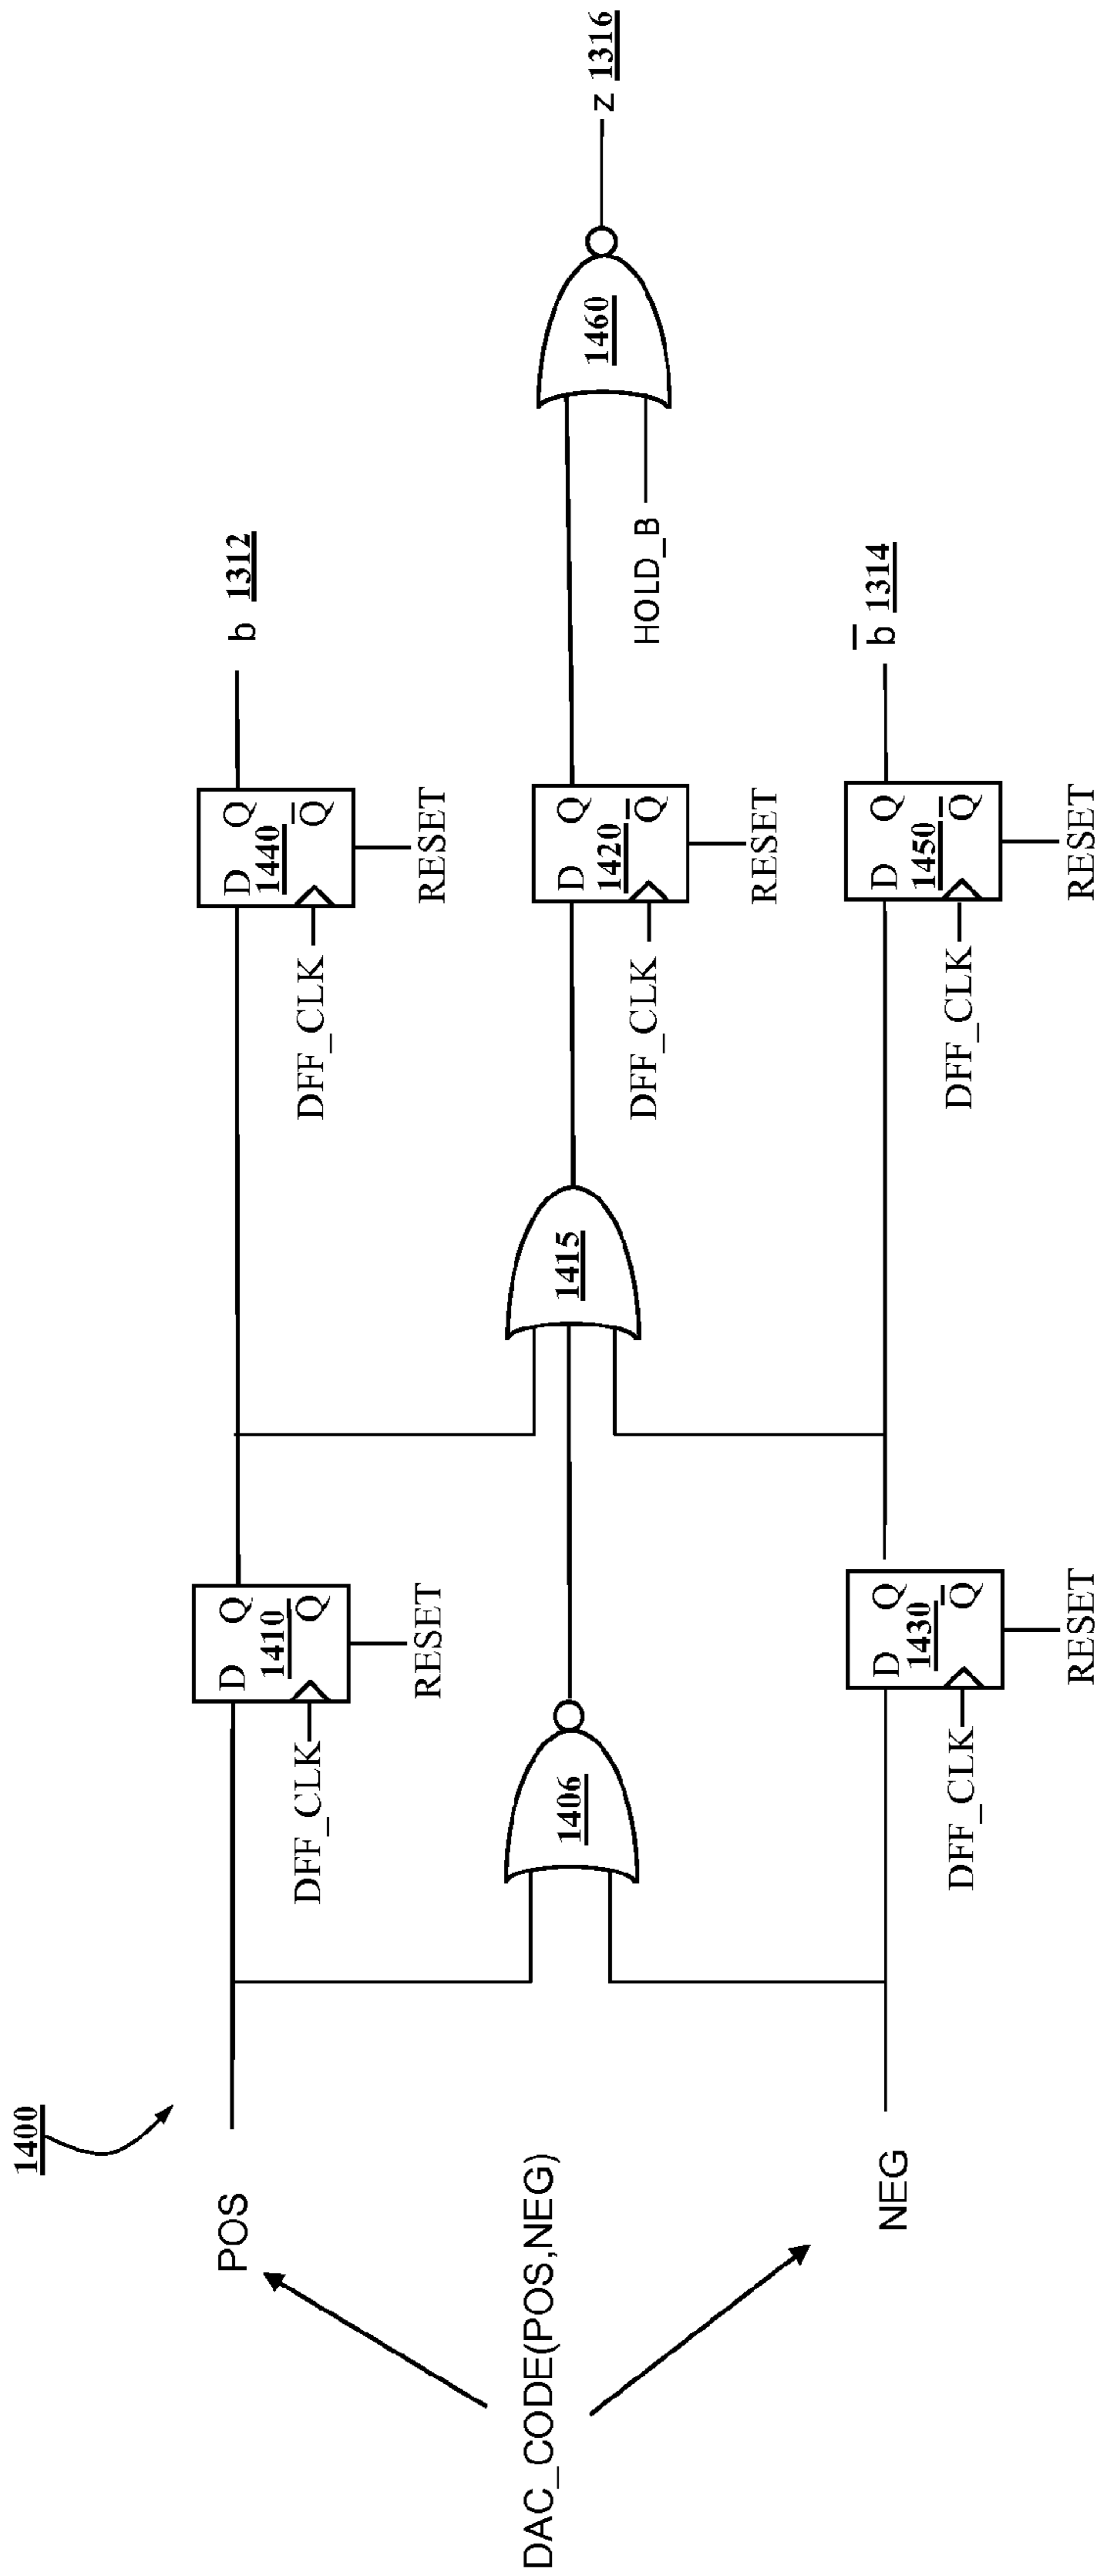 1400
POS
DAC_CODE(POS,NEG)
NEG
D Q
1410
Q
DFF_CLK
RESET
1406
D Q
1430
Q
DFF_CLK
RESET
1415
D Q
1440
Q
DFF_CLK
RESET
b 1312
D Q
1420
Q
DFF_CLK
RESET
HOLD_B
1460
z 1316
D Q
1450
Q
DFF_CLK
RESET
b 1314